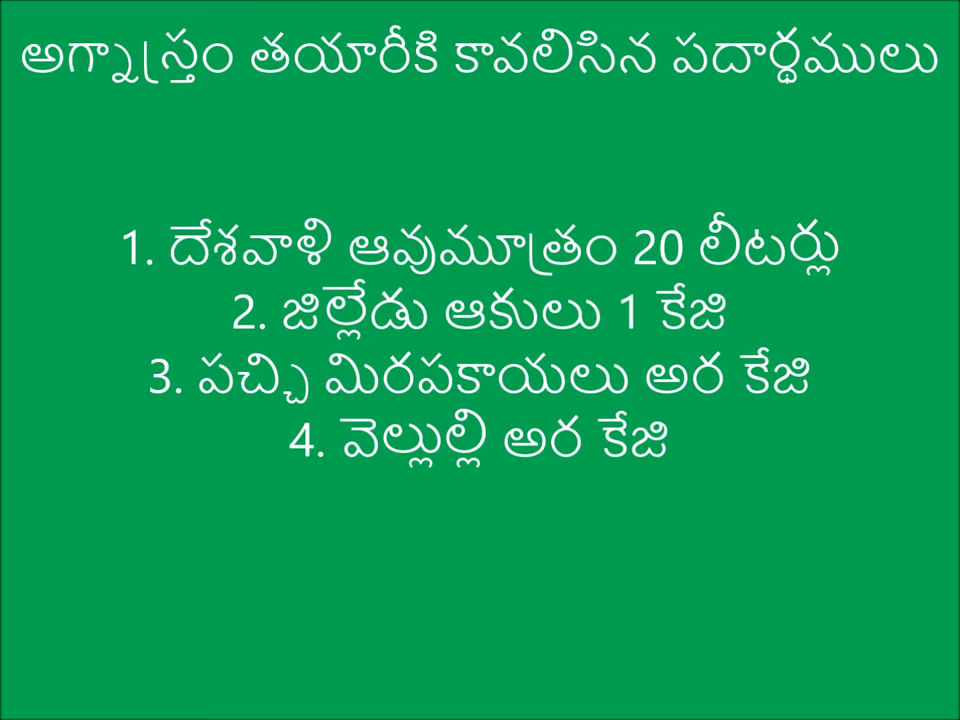 అగ్నాస్త్రం తయారీకి కావలిసిన పదార్థములు
1. దేశవాళి ఆవుమూత్రం 20 లీటర్లు
2. జిల్లేడు ఆకులు 1 కేజి
3. పచ్చి మిరపకాయలు అర కేజి
4. వెల్లుల్లి అర కేజి